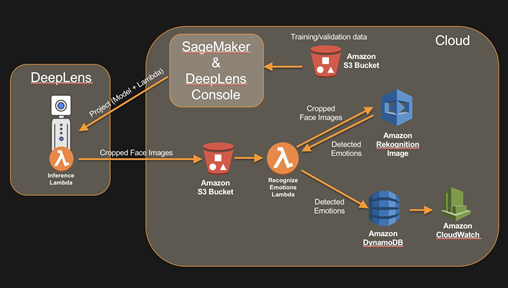 Training/validation data
Cloud
SageMaker
&
DeepLens
Console
Amazon
S3 Bucket
DeepLens
Project (Model + Lambda)
Cropped
Face Images
Amazon
Rekognition
Image
Detected
Emotions
Cropped Face Images
Inference
Lambda
Amazon
S3 Bucket
Recognize
Emotions
Lambda
Detected
Emotions
Amazon
DynamoDB
Amazon
CloudWatch